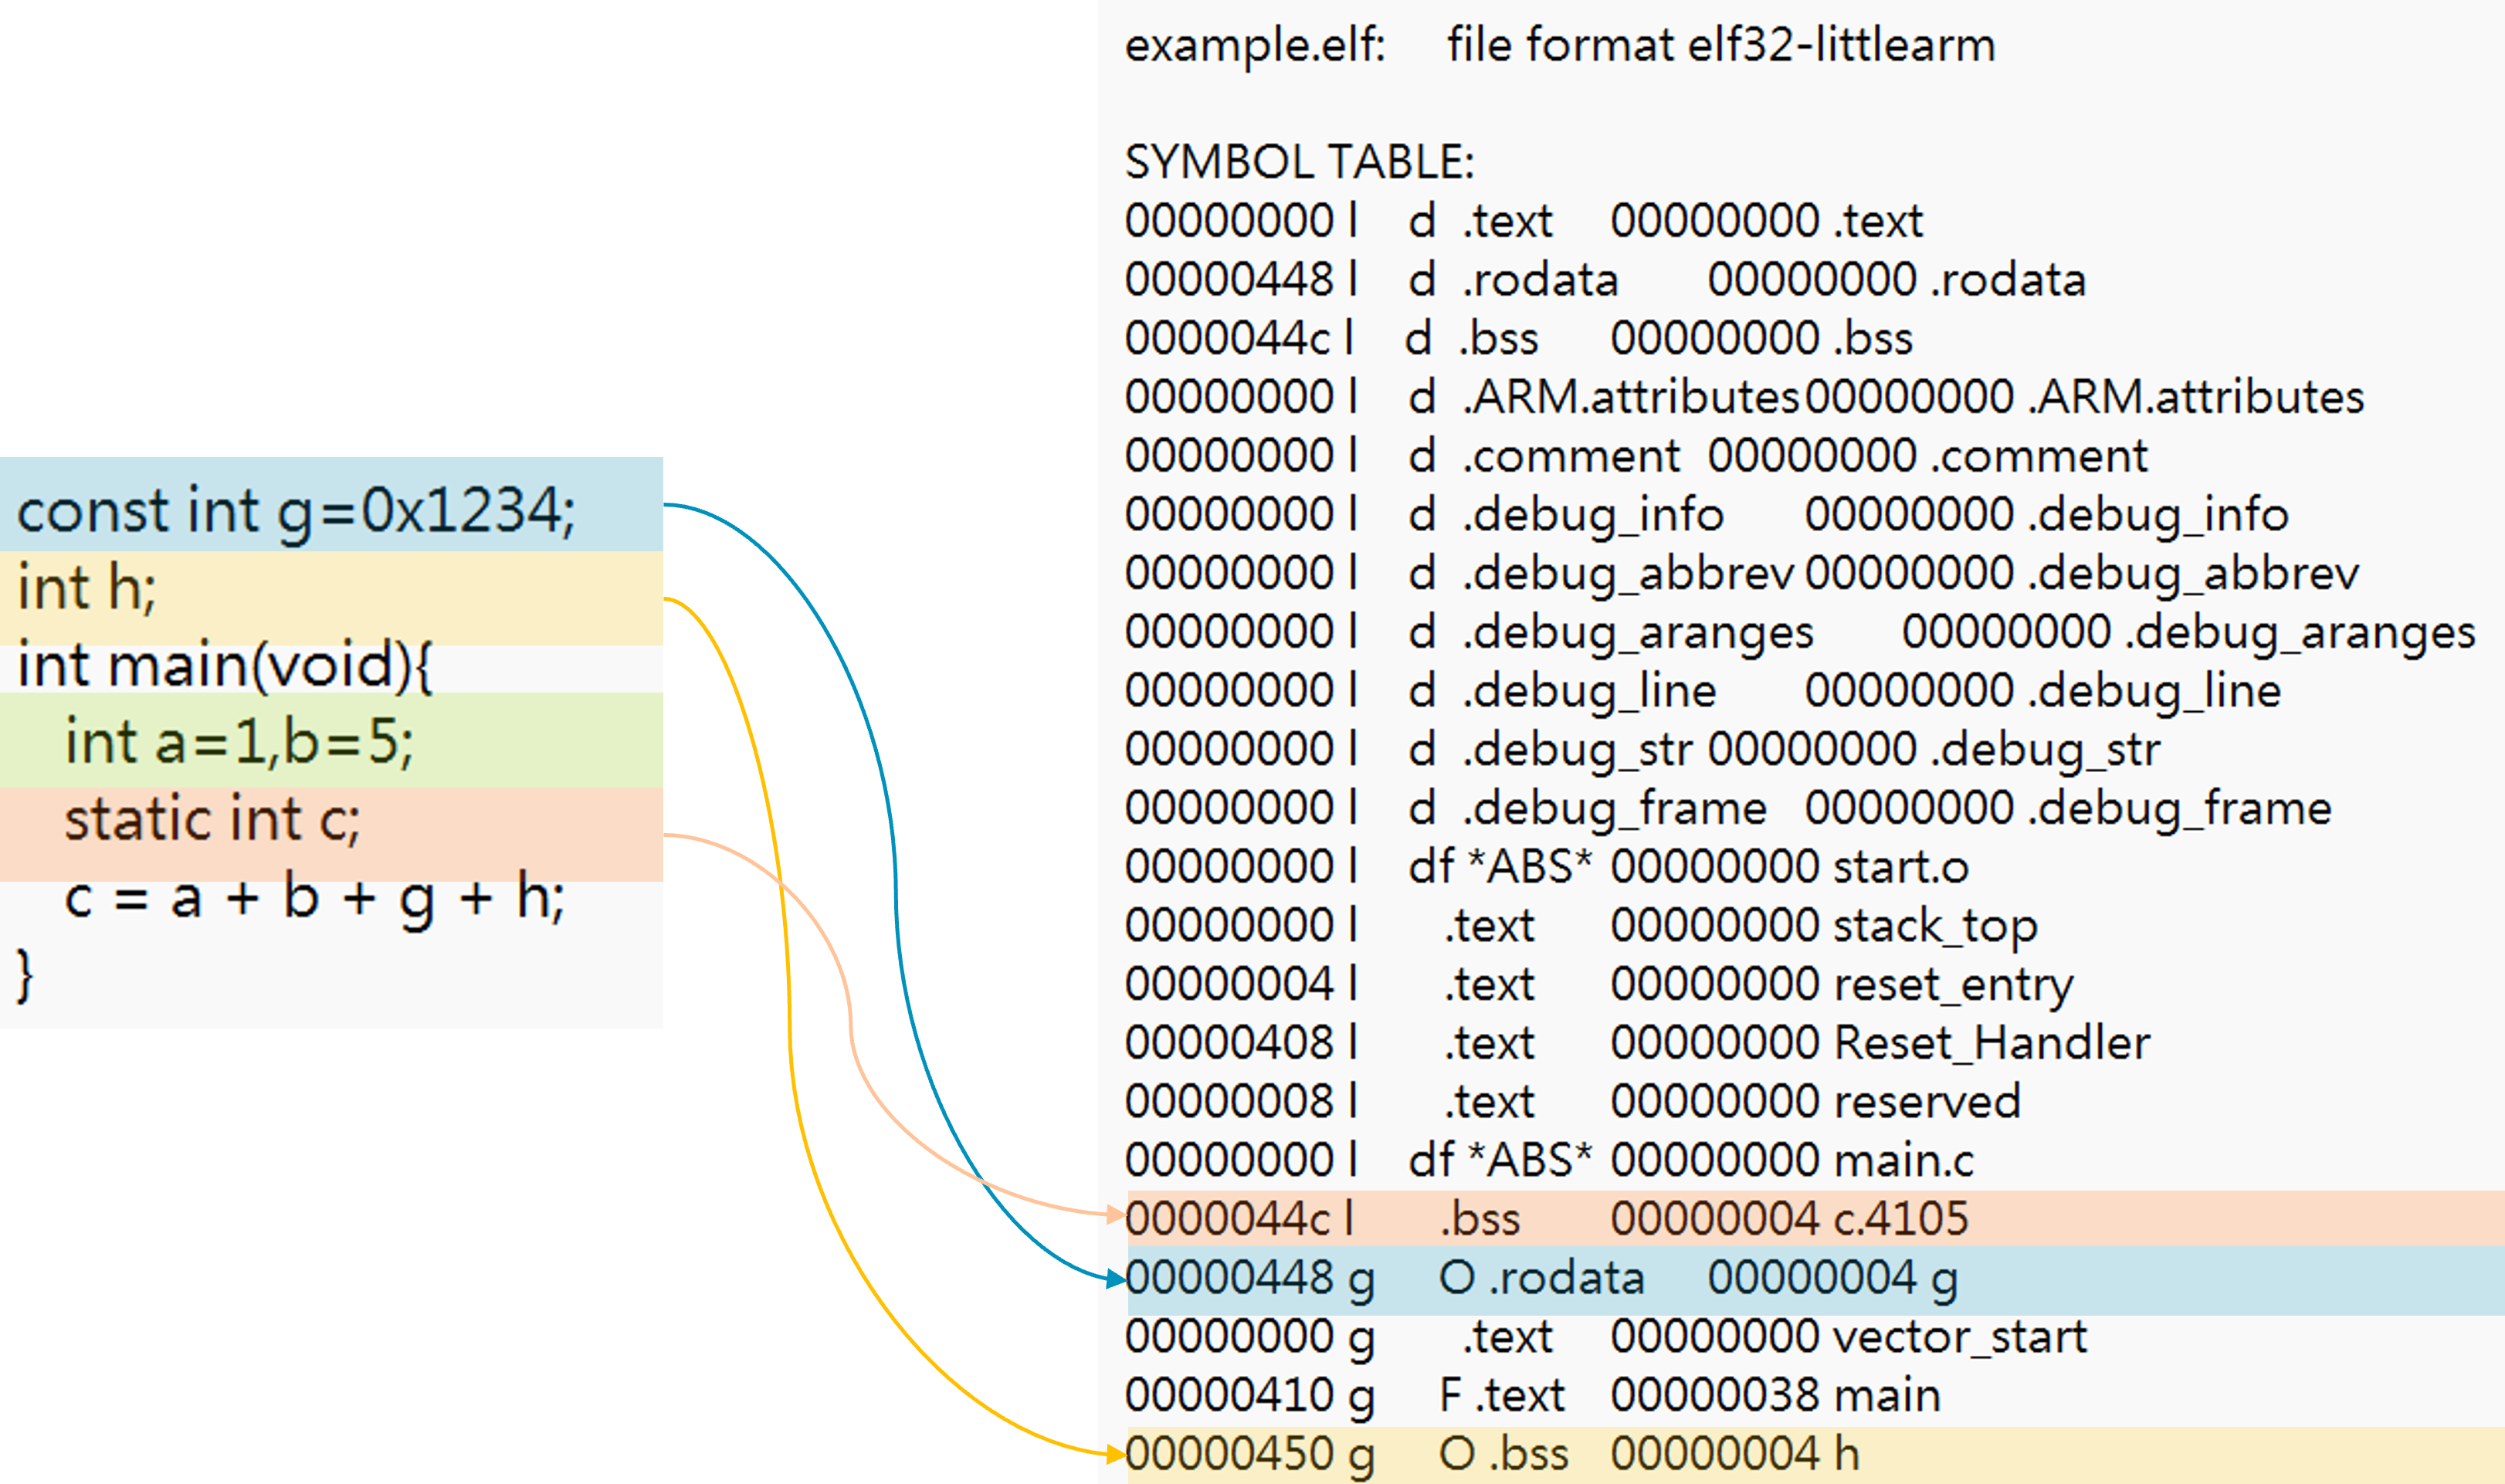 const int g=0x1234;
int h;
int main(void){
int a=1,b=5;
static int c;
c = a + b + g + h;
}
example.elf: file format elf32-littlearm
SYMBOL TABLE:
00000000 l d .text 00000000 .text
00000448 l d .rodata 00000000 .rodata
0000044c l d .bss 00000000 .bss
00000000 l d .ARM.attributes 00000000 .ARM.attributes
00000000 l d .comment 00000000 .comment
00000000 l d .debug_info 00000000 .debug_info
00000000 l d .debug_abbrev 00000000 .debug_abbrev
00000000 l d .debug_aranges 00000000 .debug_aranges
00000000 l d .debug_line 00000000 .debug_line
00000000 l d .debug_str 00000000 .debug_str
00000000 l d .debug_frame 00000000 .debug_frame
00000000 l df *ABS* 00000000 start.o
00000000 l .text 00000000 stack_top
00000004 l .text 00000000 reset_entry
00000408 l .text 00000000 Reset_Handler
00000008 l .text 00000000 reserved
00000000 l df *ABS* 00000000 main.c
0000044c l .bss 00000004 c.4105
00000448 g O .rodata 00000004 g
00000000 g .text 00000000 vector_start
00000410 g F .text 00000038 main
00000450 g O .bss 00000004 h